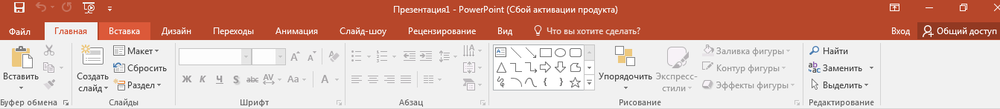 Презентация1 - PowerPoint (Сбой активации продукта)
Файл Главная Вставка Дизайн Переходы Анимация Слайд-шоу Рецензирование Вид Что вы хотите сделать? Вход Общий доступ
Вставить
Буфер обмена
Создать слайд
Макет
Сбросить
Раздел
Слайды
A A
Ж К Ч S abc AV Aa A
Шрифт
Абзац
Упорядочить
Экспресс-стили
Заливка фигуры
Контур фигуры
Эффекты фигуры
Рисование
Найти
Заменить
Выделить
Редактирование